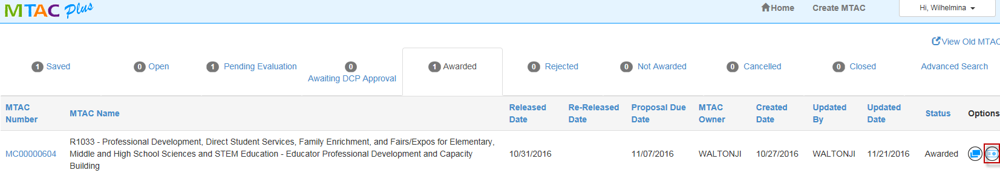 MTAC Plus
Home
Create MTAC
Hi, Wilhelmina
View Old MTAC
1 Saved
0 Open
1 Pending Evaluation
0
Awaiting DCP Approval
1 Awarded
0 Rejected
0 Not Awarded
0 Cancelled
0 Closed
Advanced Search
MTAC
Number
MTAC Name
Released
Date
Re-Released
Date
Proposal Due
Date
MTAC
Owner
Created
Date
Updated
By
Updated
Date
Status
Options
MC00000604
R1033 - Professional Development, Direct Student Services, Family Enrichment, and Fairs/Expos for Elementary,
Middle and High School Sciences and STEM Education - Educator Professional Development and Capacity
Building
10/31/2016
11/07/2016
WALTONJI
10/27/2016
WALTONJI
11/21/2016
Awarded